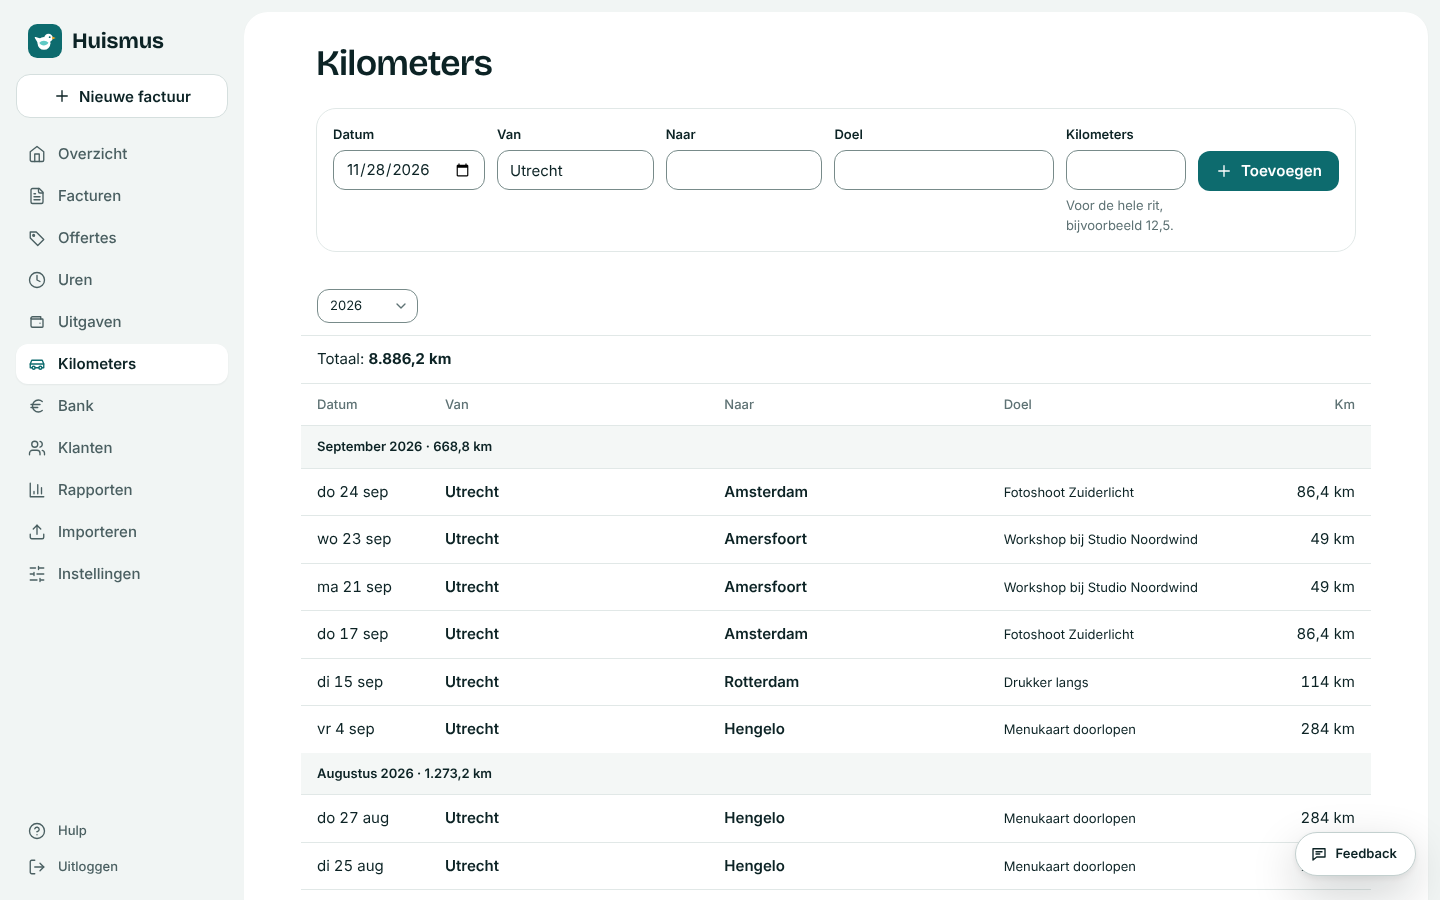 Huismus
Nieuwe factuur
Overzicht
Facturen
Offertes
Uren
Uitgaven
Kilometers
Bank
Klanten
Rapporten
Importeren
Instellingen
Hulp
Uitloggen
Kilometers
Datum Van Naar Doel Kilometers
11/28/2026 Utrecht Toevoegen
Voor de hele rit,
bijvoorbeeld 12,5.
2026
Totaal: 8.886,2 km
Datum Van Naar Doel Km
September 2026 · 668,8 km
do 24 sep Utrecht Amsterdam Fotoshoot Zuiderlicht 86,4 km
wo 23 sep Utrecht Amersfoort Workshop bij Studio Noordwind 49 km
ma 21 sep Utrecht Amersfoort Workshop bij Studio Noordwind 49 km
do 17 sep Utrecht Amsterdam Fotoshoot Zuiderlicht 86,4 km
di 15 sep Utrecht Rotterdam Drukker langs 114 km
vr 4 sep Utrecht Hengelo Menukaart doorlopen 284 km
Augustus 2026 · 1.273,2 km
do 27 aug Utrecht Hengelo Menukaart doorlopen 284 km
di 25 aug Utrecht Hengelo Menukaart doorlopen
Feedback